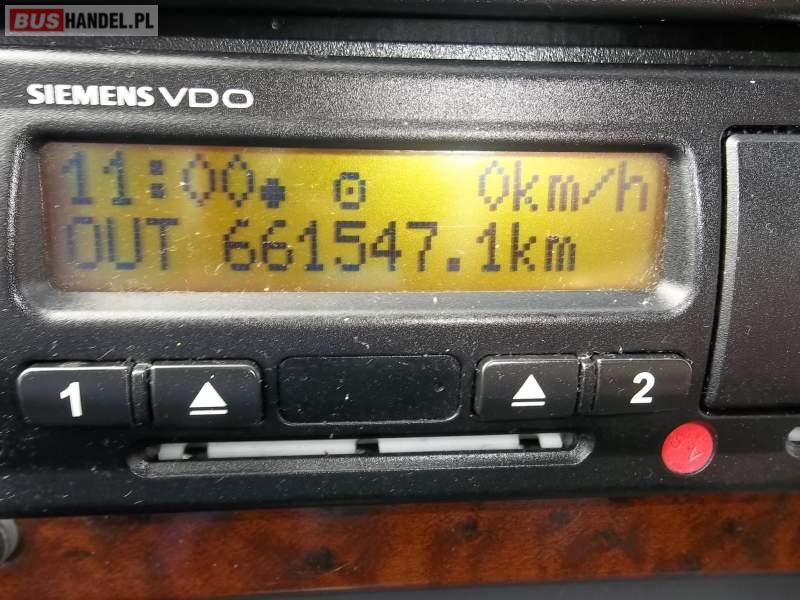 BUSHANDEL.PL
SIEMENS VDO
11:00 0km/h
OUT 661547.1km
1 2